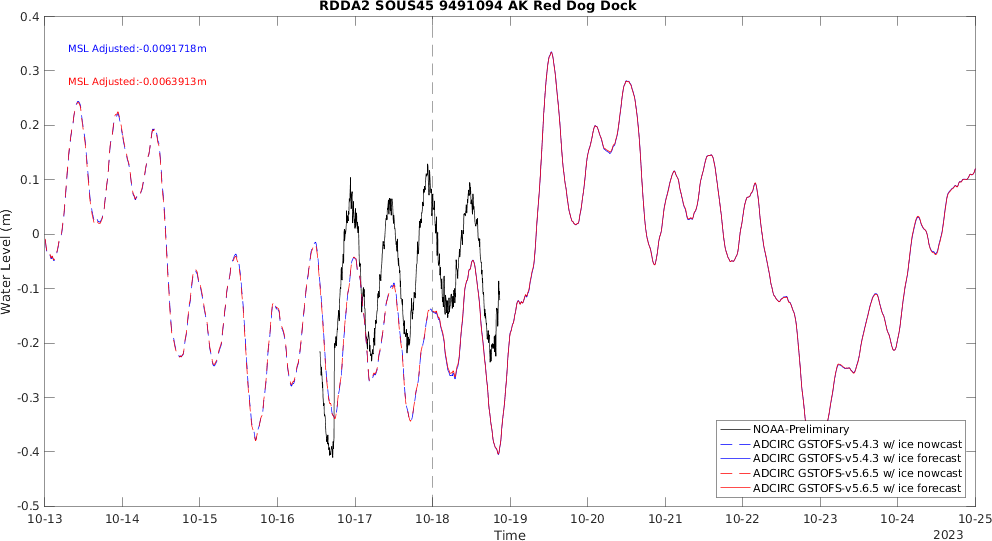 RDDA2 SOUS45 9491094 AK Red Dog Dock
MSL Adjusted:-0.0091718m
MSL Adjusted:-0.0063913m
Water Level (m)
0.4
0.3
0.2
0.1
0
-0.1
-0.2
-0.3
-0.4
-0.5
NOAA-Preliminary
ADCIRC GSTOFS-v5.4.3 w/ ice nowcast
ADCIRC GSTOFS-v5.4.3 w/ ice forecast
ADCIRC GSTOFS-v5.6.5 w/ ice nowcast
ADCIRC GSTOFS-v5.6.5 w/ ice forecast
10-13 10-14 10-15 10-16 10-17 10-18 10-19 10-20 10-21 10-22 10-23 10-24 10-25
Time
2023